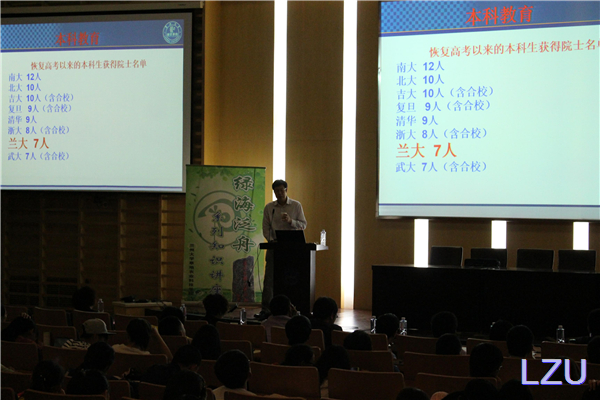 本科教育
恢复高考以来的本科生获得院士名单
南大 12人
北大 10人
吉大 10人（含合校）
复旦 9人（含合校）
清华 9人
浙大 8人（含合校）
兰大 7人
武大 7人（含合校）
本科教育
恢复高考以来的本科生获得院士名单
南大 12人
北大 10人
吉大 10人（含合校）
复旦 9人（含合校）
清华 9人
浙大 8人（含合校）
兰大 7人
武大 7人（含合校）
绿海泛舟
LZU